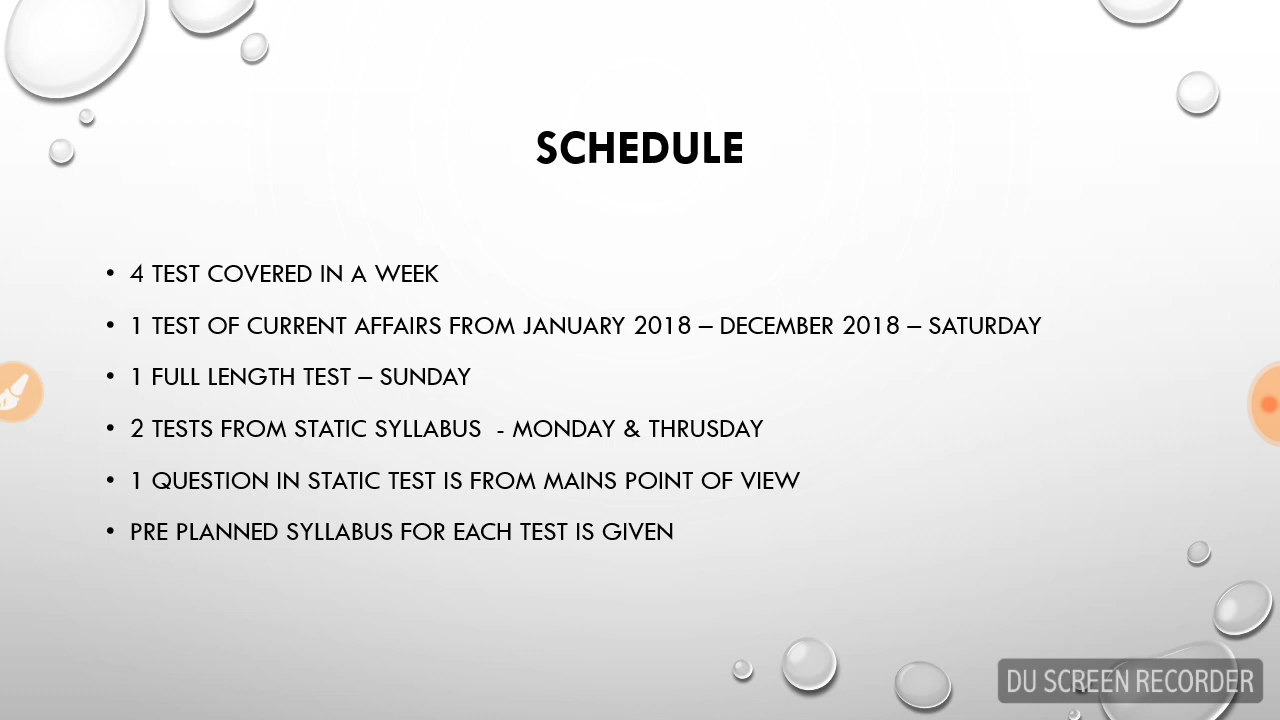 SCHEDULE
• 4 TEST COVERED IN A WEEK
• 1 TEST OF CURRENT AFFAIRS FROM JANUARY 2018 – DECEMBER 2018 – SATURDAY
• 1 FULL LENGTH TEST – SUNDAY
• 2 TESTS FROM STATIC SYLLABUS  - MONDAY & THRUSDAY
• 1 QUESTION IN STATIC TEST IS FROM MAINS POINT OF VIEW
• PRE PLANNED SYLLABUS FOR EACH TEST IS GIVEN
DU SCREEN RECORDER